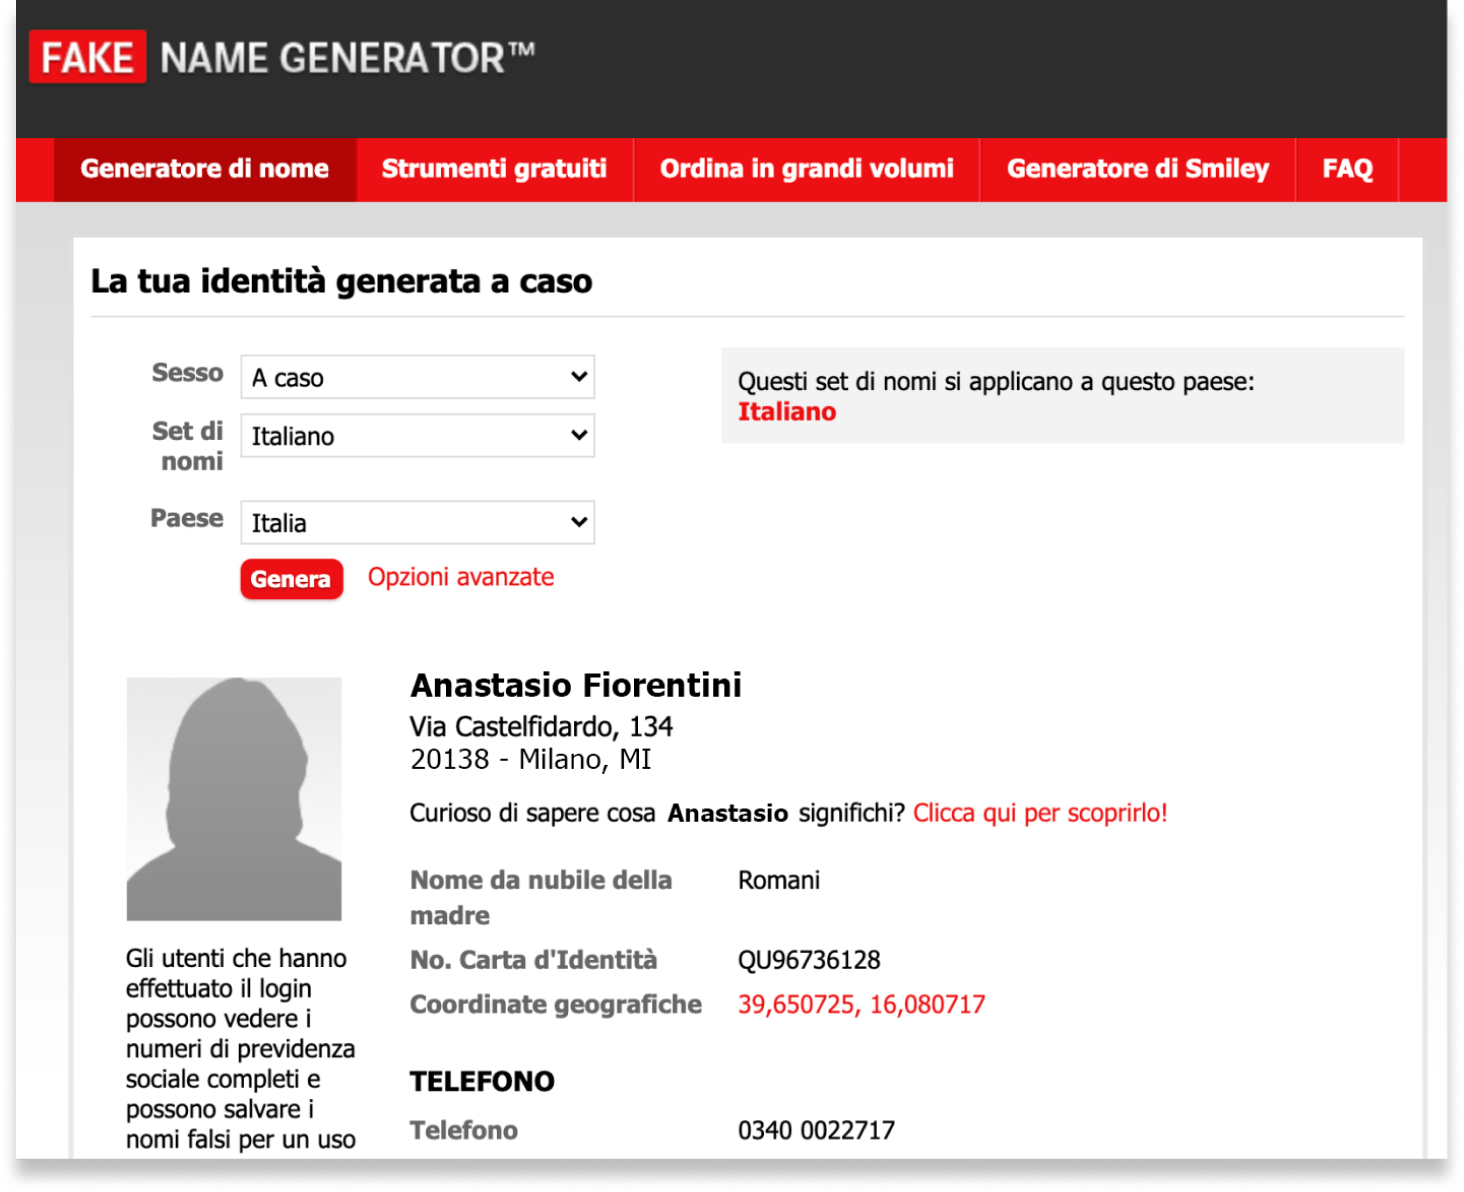 FAKE NAME GENERATOR™
Generatore di nome Strumenti gratuiti Ordina in grandi volumi Generatore di Smiley FAQ
La tua identità generata a caso
Sesso A caso
Set di nomi Italiano
Paese Italia
Genera Opzioni avanzate
Questi set di nomi si applicano a questo paese:
Italiano
Anastasio Fiorentini
Via Castelfidardo, 134
20138 - Milano, MI
Curioso di sapere cosa Anastasio significhi? Clicca qui per scoprirlo!
Nome da nubile della madre Romani
No. Carta d'Identità QU96736128
Coordinate geografiche 39,650725, 16,080717
TELEFONO
Telefono 0340 0022717
Gli utenti che hanno
effettuato il login
possono vedere i
numeri di previdenza
sociale completi e
possono salvare i
nomi falsi per un uso